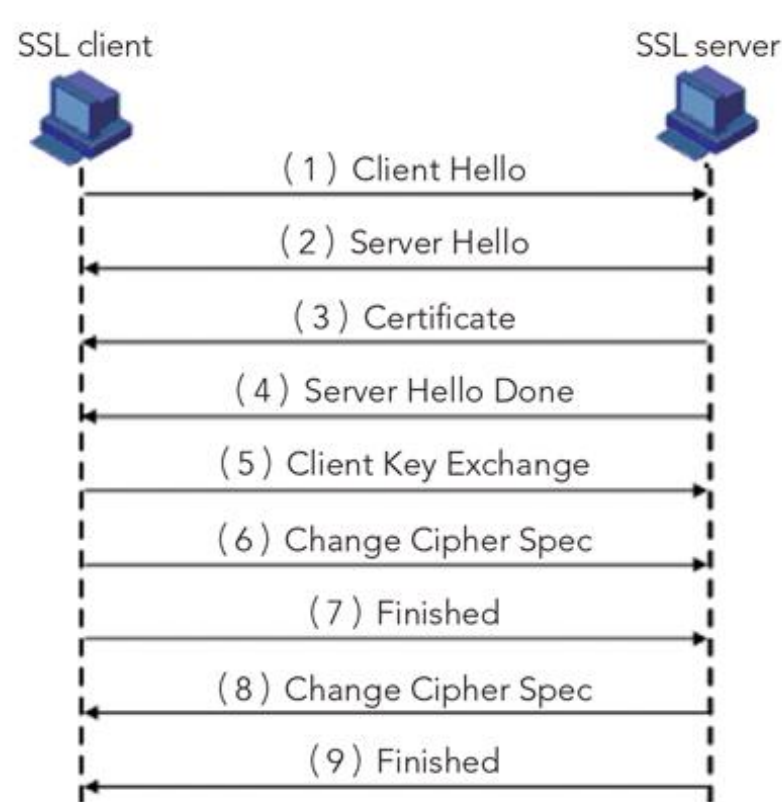 SSL client
SSL server
(1) Client Hello
(2) Server Hello
(3) Certificate
(4) Server Hello Done
(5) Client Key Exchange
(6) Change Cipher Spec
(7) Finished
(8) Change Cipher Spec
(9) Finished